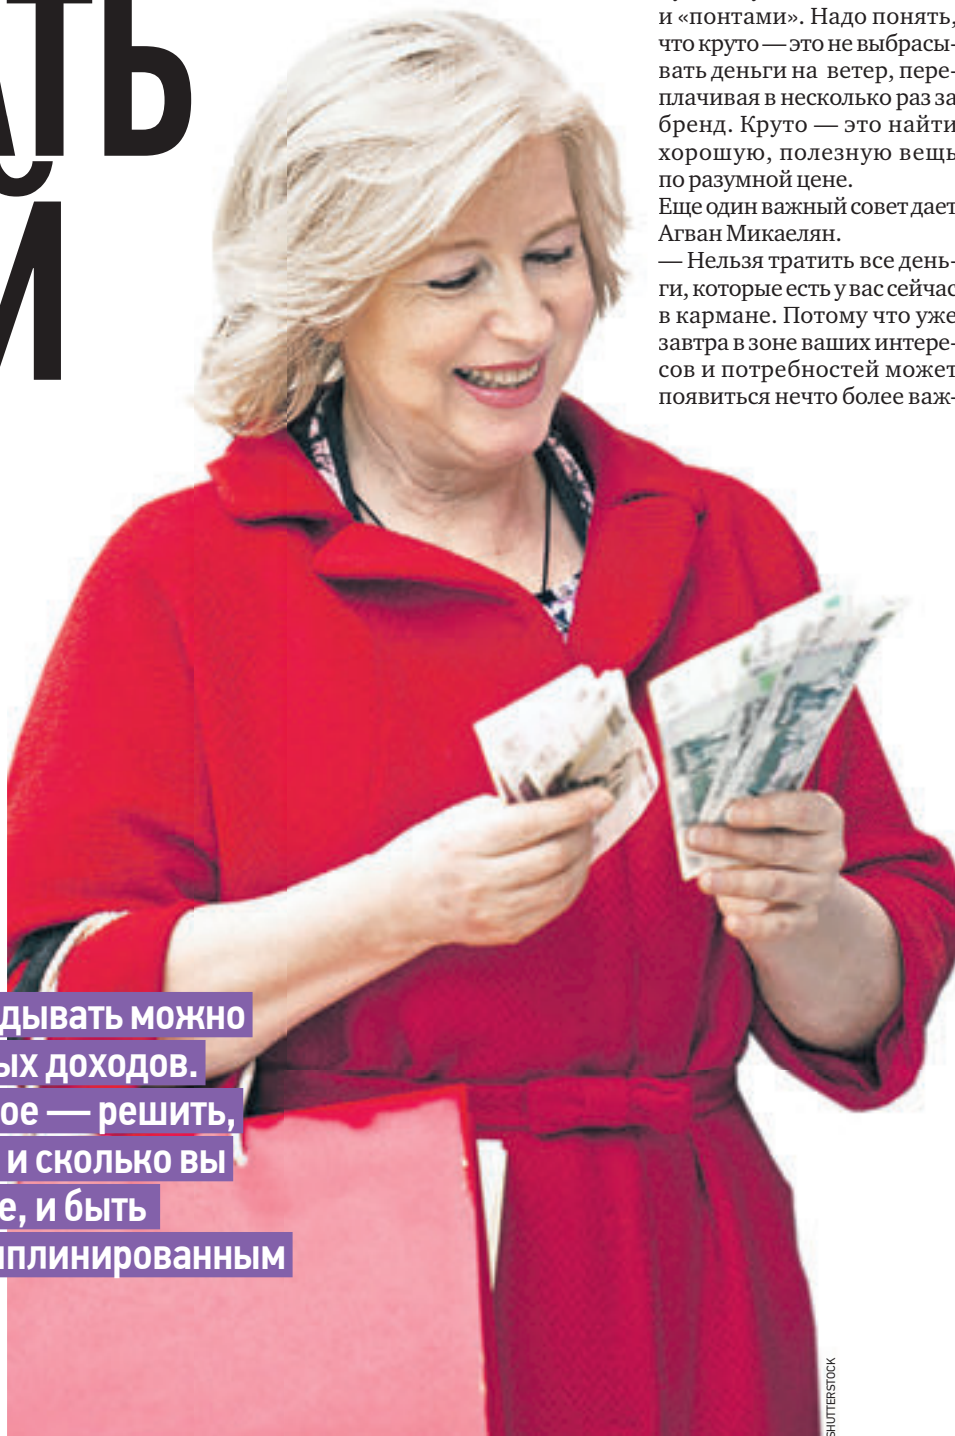 АТЬ
Й
и «понтами». Надо понять,
что круто — это не выбрасы-
вать деньги на ветер, пере-
плачивая в несколько раз за
бренд. Круто — это найти
хорошую, полезную вещь
по разумной цене.
Еще один важный совет дает
Агван Микаелян.
— Нельзя тратить все день-
ги, которые есть у вас сейчас
в кармане. Потому что уже
завтра в зоне ваших интере-
сов и потребностей может
появиться нечто более важ-
дывать можно
ых доходов.
ое — решить,
и сколько вы
е, и быть
плинированным
SHUTTERSTOCK